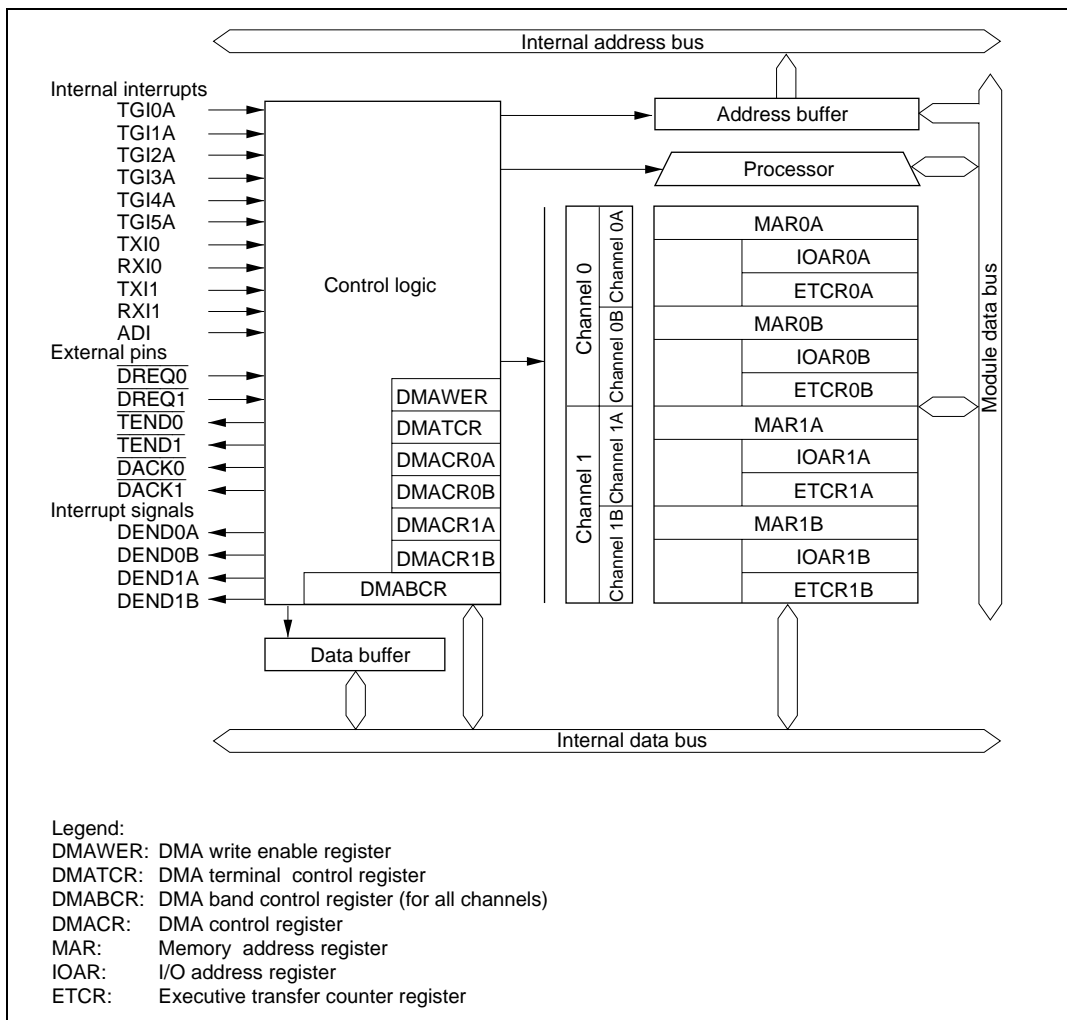 Internal address bus
Internal interrupts
TGI0A
TGI1A
TGI2A
TGI3A
TGI4A
TGI5A
TXI0
RXI0
TXI1
RXI1
ADI
External pins
DREQ0
DREQ1
TEND0
TEND1
DACK0
DACK1
Interrupt signals
DEND0A
DEND0B
DEND1A
DEND1B
Control logic
DMAWER
DMATCR
DMACR0A
DMACR0B
DMACR1A
DMACR1B
DMABCR
Data buffer
Address buffer
Processor
Channel 0
Channel 0A
Channel 0B
Channel 1
Channel 1A
Channel 1B
MAR0A
IOAR0A
ETCR0A
MAR0B
IOAR0B
ETCR0B
MAR1A
IOAR1A
ETCR1A
MAR1B
IOAR1B
ETCR1B
Module data bus
Internal data bus
Legend:
DMAWER: DMA write enable register
DMATCR: DMA terminal control register
DMABCR: DMA band control register (for all channels)
DMACR: DMA control register
MAR: Memory address register
IOAR: I/O address register
ETCR: Executive transfer counter register